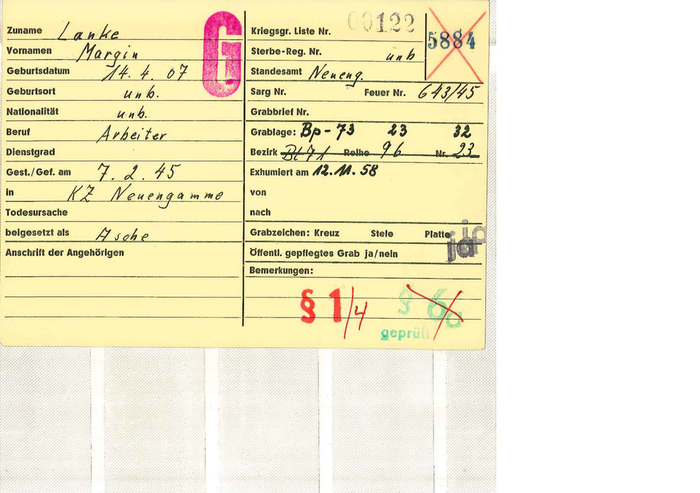 Zuname Lanke
Vornamen Margin
Geburtsdatum 14. 4. 07
Geburtsort unb.
Nationalität unb.
Beruf Arbeiter
Dienstgrad
Gest./Gef. am 7. 2. 45
in KZ Neuengamme
Todesursache
beigesetzt als Asche
Anschrift der Angehörigen
G
Kriegsgr. Liste Nr. 00122
5884
Sterbe-Reg. Nr. unb
Standesamt Neueng.
Sarg Nr. Feuer Nr. 643/45
Grabbrief Nr.
Grablage: Bp-73 23 32
Bezirk Bt 71 Reihe 96 Nr. 23
Exhumiert am 12.11.58
von
nach
Grabzeichen: Kreuz Stele Platte ja
ja
Öffentl. gepflegtes Grab ja/nein
Bemerkungen:
§ 1/4 § 6b
geprüft